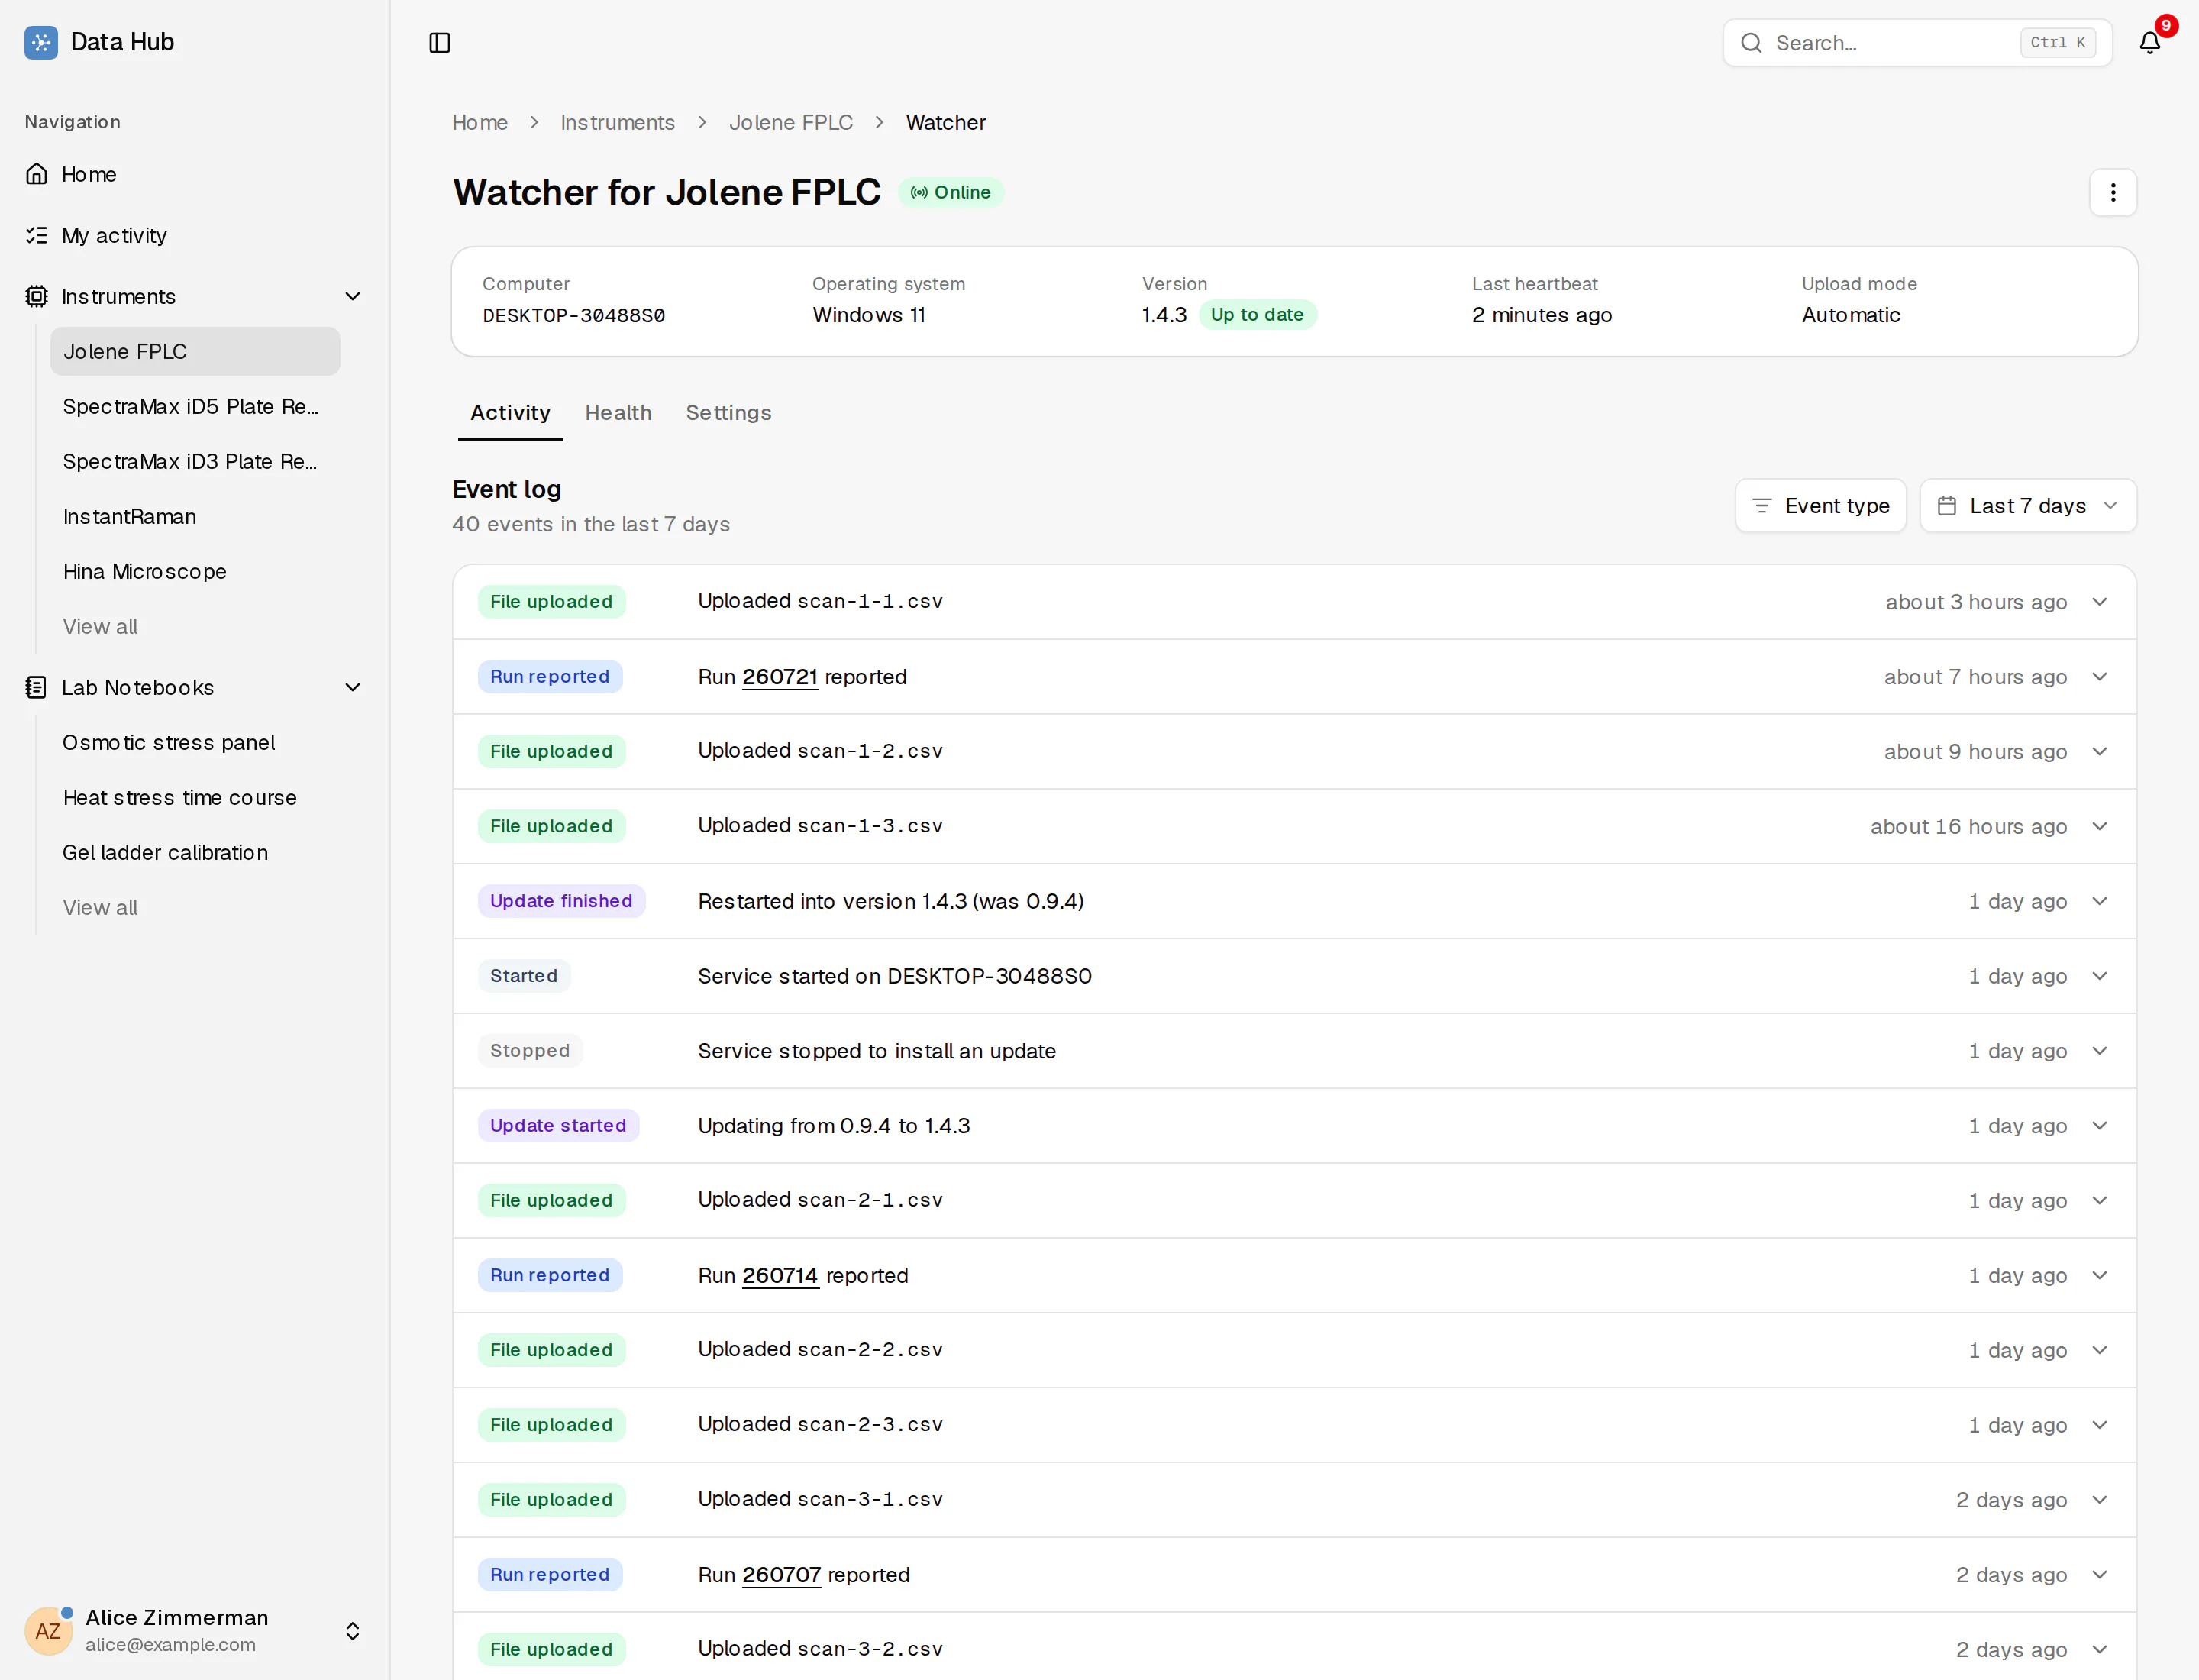 Data Hub
Search...
Ctrl K
9
Navigation
Home
My activity
Instruments
Jolene FPLC
SpectraMax iD5 Plate Re...
SpectraMax iD3 Plate Re...
InstantRaman
Hina Microscope
View all
Lab Notebooks
Osmotic stress panel
Heat stress time course
Gel ladder calibration
View all
AZ
Alice Zimmerman
alice@example.com
Home > Instruments > Jolene FPLC > Watcher
Watcher for Jolene FPLC Online
Computer
DESKTOP-30488S0
Operating system
Windows 11
Version
1.4.3 Up to date
Last heartbeat
2 minutes ago
Upload mode
Automatic
Activity Health Settings
Event log
40 events in the last 7 days
Event type
Last 7 days
File uploaded Uploaded scan-1-1.csv about 3 hours ago
Run reported Run 260721 reported about 7 hours ago
File uploaded Uploaded scan-1-2.csv about 9 hours ago
File uploaded Uploaded scan-1-3.csv about 16 hours ago
Update finished Restarted into version 1.4.3 (was 0.9.4) 1 day ago
Started Service started on DESKTOP-30488S0 1 day ago
Stopped Service stopped to install an update 1 day ago
Update started Updating from 0.9.4 to 1.4.3 1 day ago
File uploaded Uploaded scan-2-1.csv 1 day ago
Run reported Run 260714 reported 1 day ago
File uploaded Uploaded scan-2-2.csv 1 day ago
File uploaded Uploaded scan-2-3.csv 1 day ago
File uploaded Uploaded scan-3-1.csv 2 days ago
Run reported Run 260707 reported 2 days ago
File uploaded Uploaded scan-3-2.csv 2 days ago